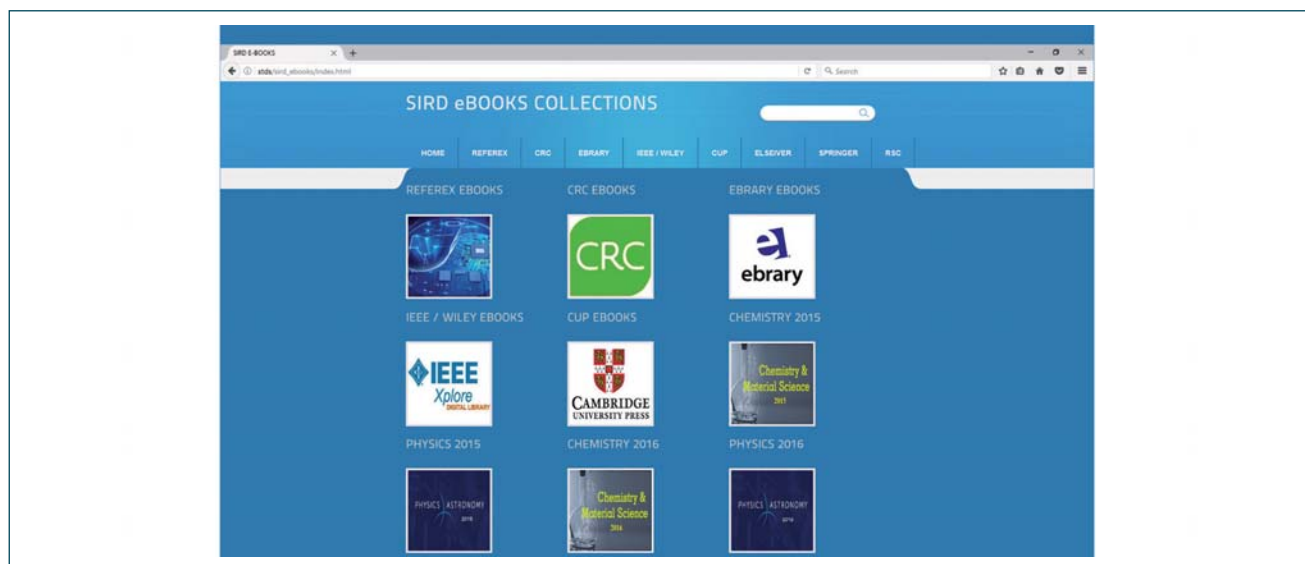 SIRD E-BOOKS
stds/sird_ebooks/index.html
Search
SIRD eBOOKS COLLECTIONS
HOME REFEREX CRC EBRARY IEEE / WILEY CUP ELSEIVER SPRINGER RSC
REFEREX EBOOKS CRC EBOOKS EBRARY EBOOKS
CRC
ebrary
IEEE / WILEY EBOOKS CUP EBOOKS CHEMISTRY 2015
IEEE
Xplore
DIGITAL LIBRARY
CAMBRIDGE
UNIVERSITY PRESS
Chemistry &
Material Science
2015
PHYSICS 2015 CHEMISTRY 2016 PHYSICS 2016
PHYSICS ASTRONOMY
2015
Chemistry &
Material Science
2016
PHYSICS ASTRONOMY
2016